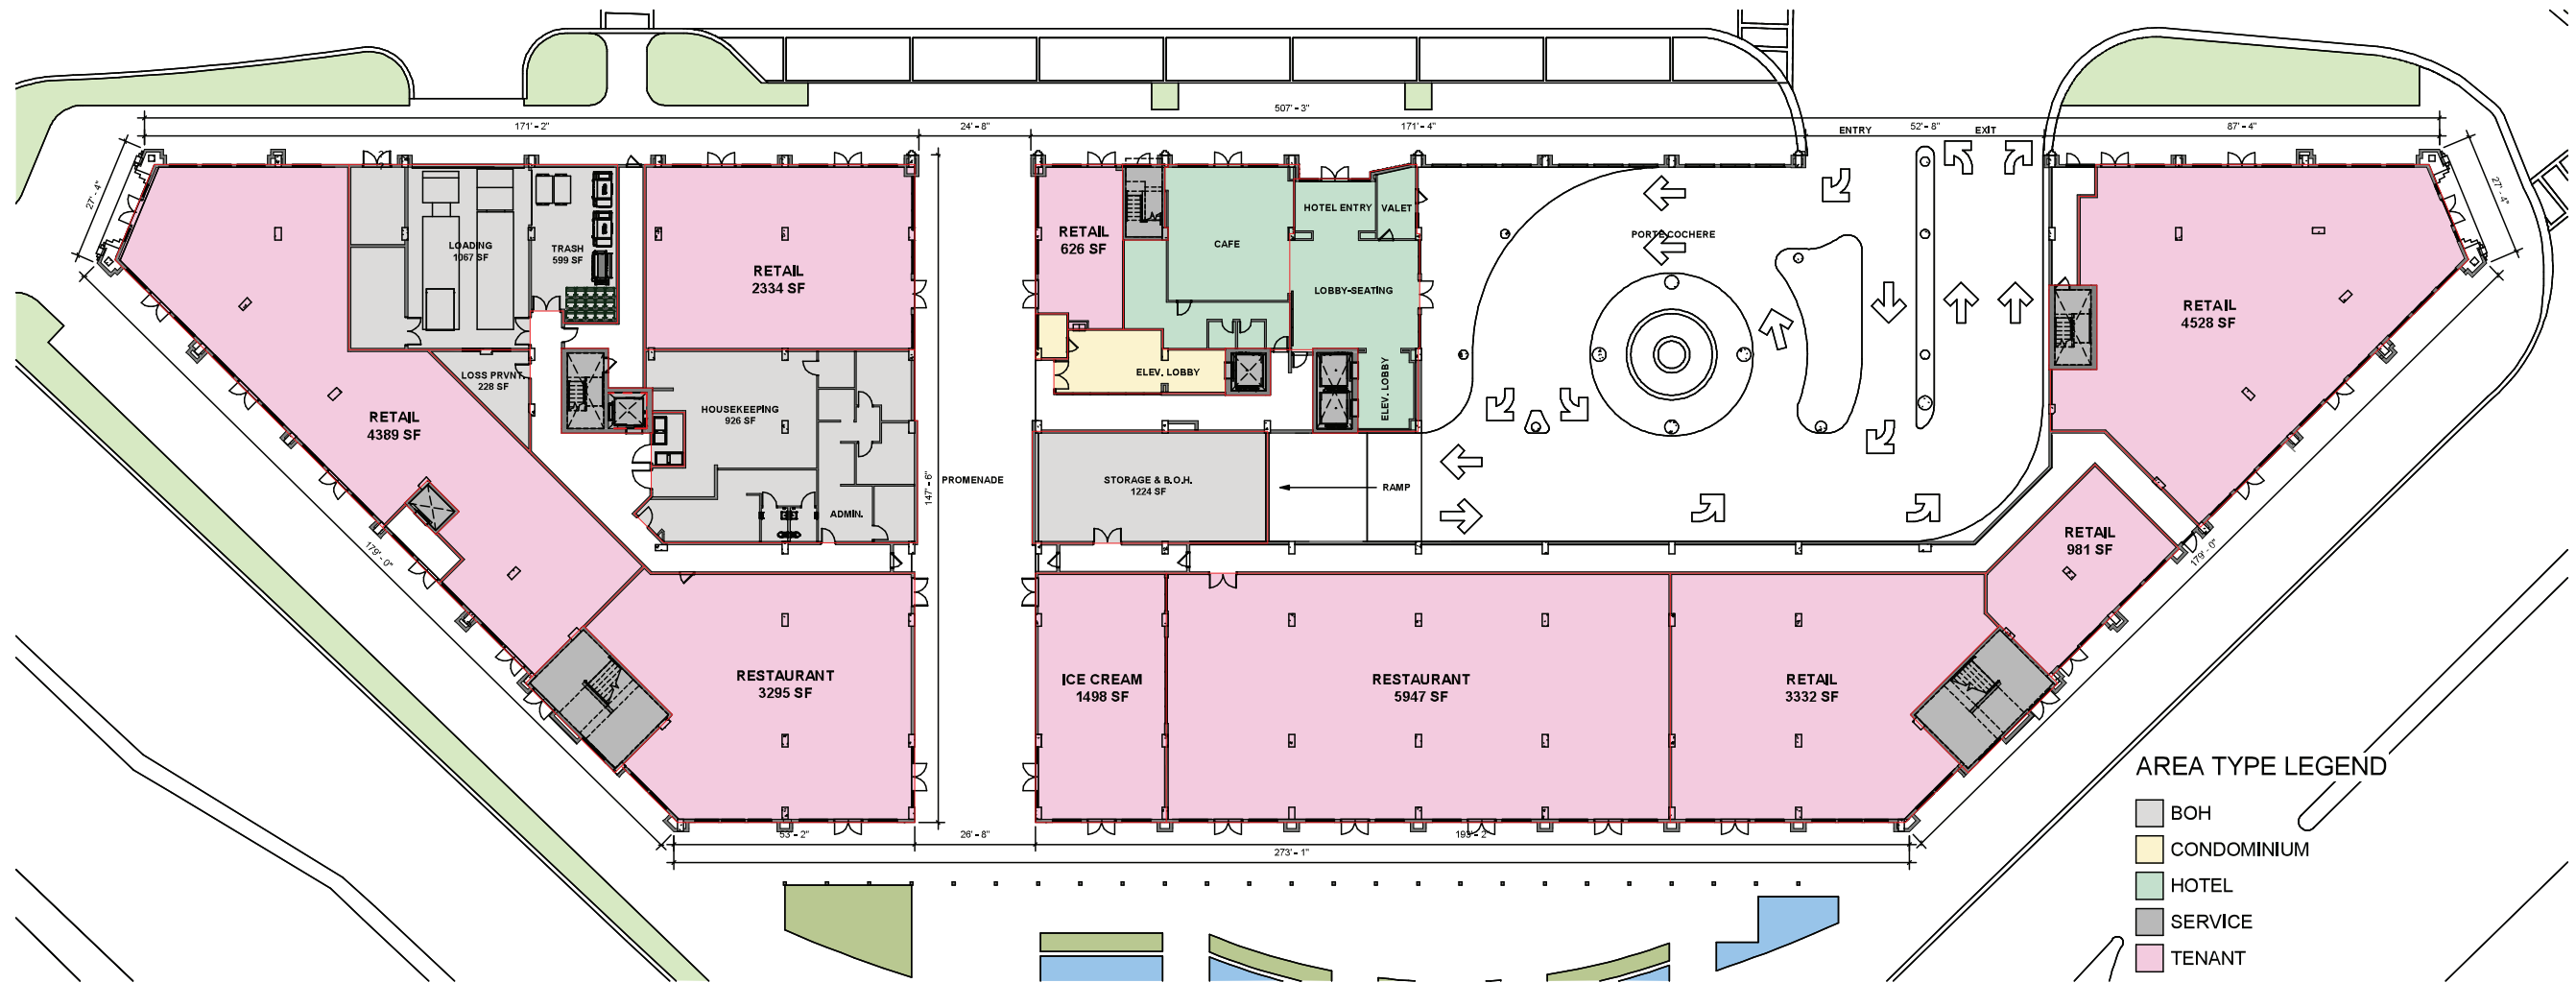 507' - 3"
171' - 2"
24' - 8"
171' - 4"
ENTRY
52' - 8"
EXIT
87' - 4"
27' - 4"
27' - 4"
LOADING
1067 SF
TRASH
599 SF
RETAIL
2334 SF
RETAIL
626 SF
CAFE
HOTEL ENTRY
VALET
LOBBY-SEATING
PORTE COCHERE
RETAIL
4528 SF
LOSS PRVNT.
228 SF
RETAIL
4389 SF
HOUSEKEEPING
926 SF
ADMIN.
ELEV. LOBBY
ELEV. LOBBY
147' - 6"
PROMENADE
STORAGE & B.O.H.
1224 SF
RAMP
RETAIL
981 SF
179' - 0"
179' - 0"
RESTAURANT
3295 SF
ICE CREAM
1498 SF
RESTAURANT
5947 SF
RETAIL
3332 SF
53' - 2"
26' - 8"
193' - 2"
273' - 1"
AREA TYPE LEGEND
BOH
CONDOMINIUM
HOTEL
SERVICE
TENANT